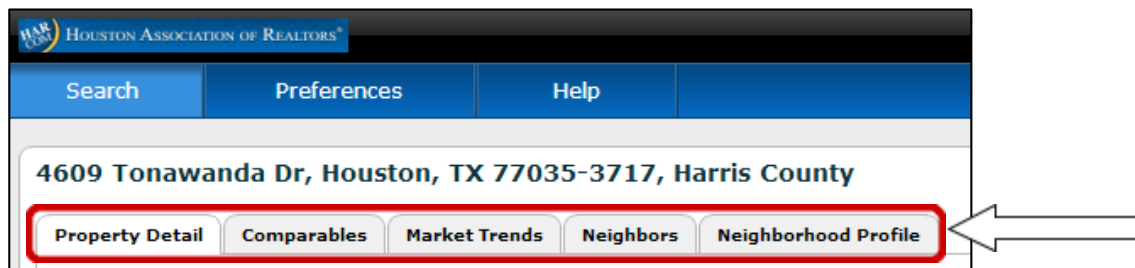 HAR COM HOUSTON ASSOCIATION OF REALTORS®
Search Preferences Help
4609 Tonawanda Dr, Houston, TX 77035-3717, Harris County
Property Detail Comparables Market Trends Neighbors Neighborhood Profile